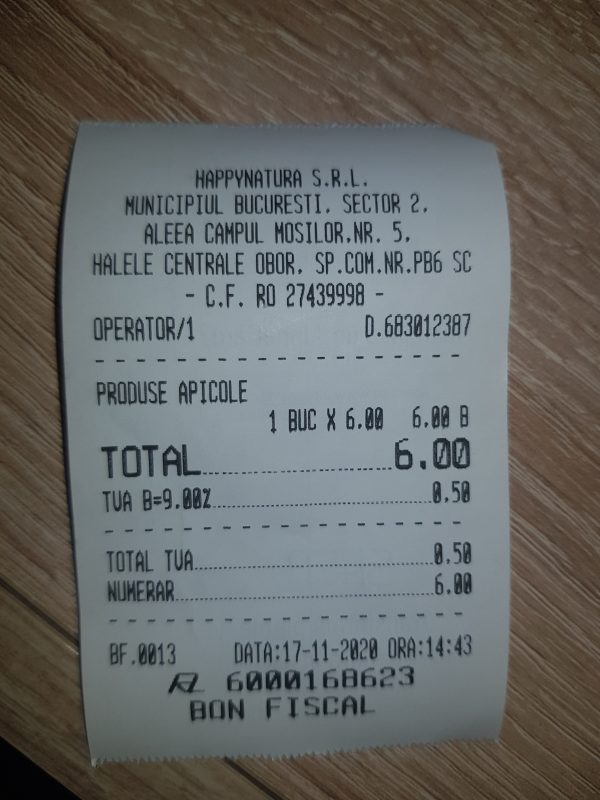 HAPPYNATURA S.R.L.
MUNICIPIUL BUCURESTI, SECTOR 2,
ALEEA CAMPUL MOSILOR,NR. 5,
HALELE CENTRALE OBOR, SP.COM.NR.PB6 SC
- C.F. RO 27439998 -
OPERATOR/1 D.683012387
PRODUSE APICOLE
1 BUC X 6.00 6.00 B
TOTAL 6.00
TVA B=9.00% 0.50
TOTAL TVA 0.50
NUMERAR 6.00
BF.0013 DATA:17-11-2020 ORA:14:43
6000168623
BON FISCAL